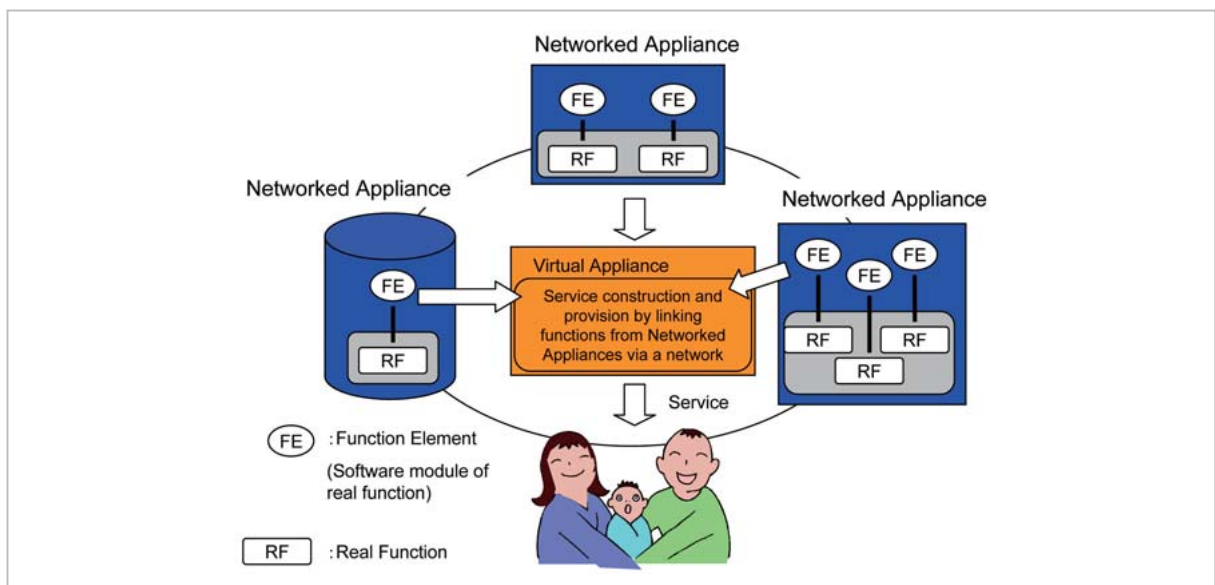 Networked Appliance
FE
FE
RF
RF
Networked Appliance
FE
RF
Networked Appliance
FE
FE
FE
RF
RF
RF
Virtual Appliance
Service construction and
provision by linking
functions from Networked
Appliances via a network
Service
FE :Function Element
(Software module of
real function)
RF :Real Function